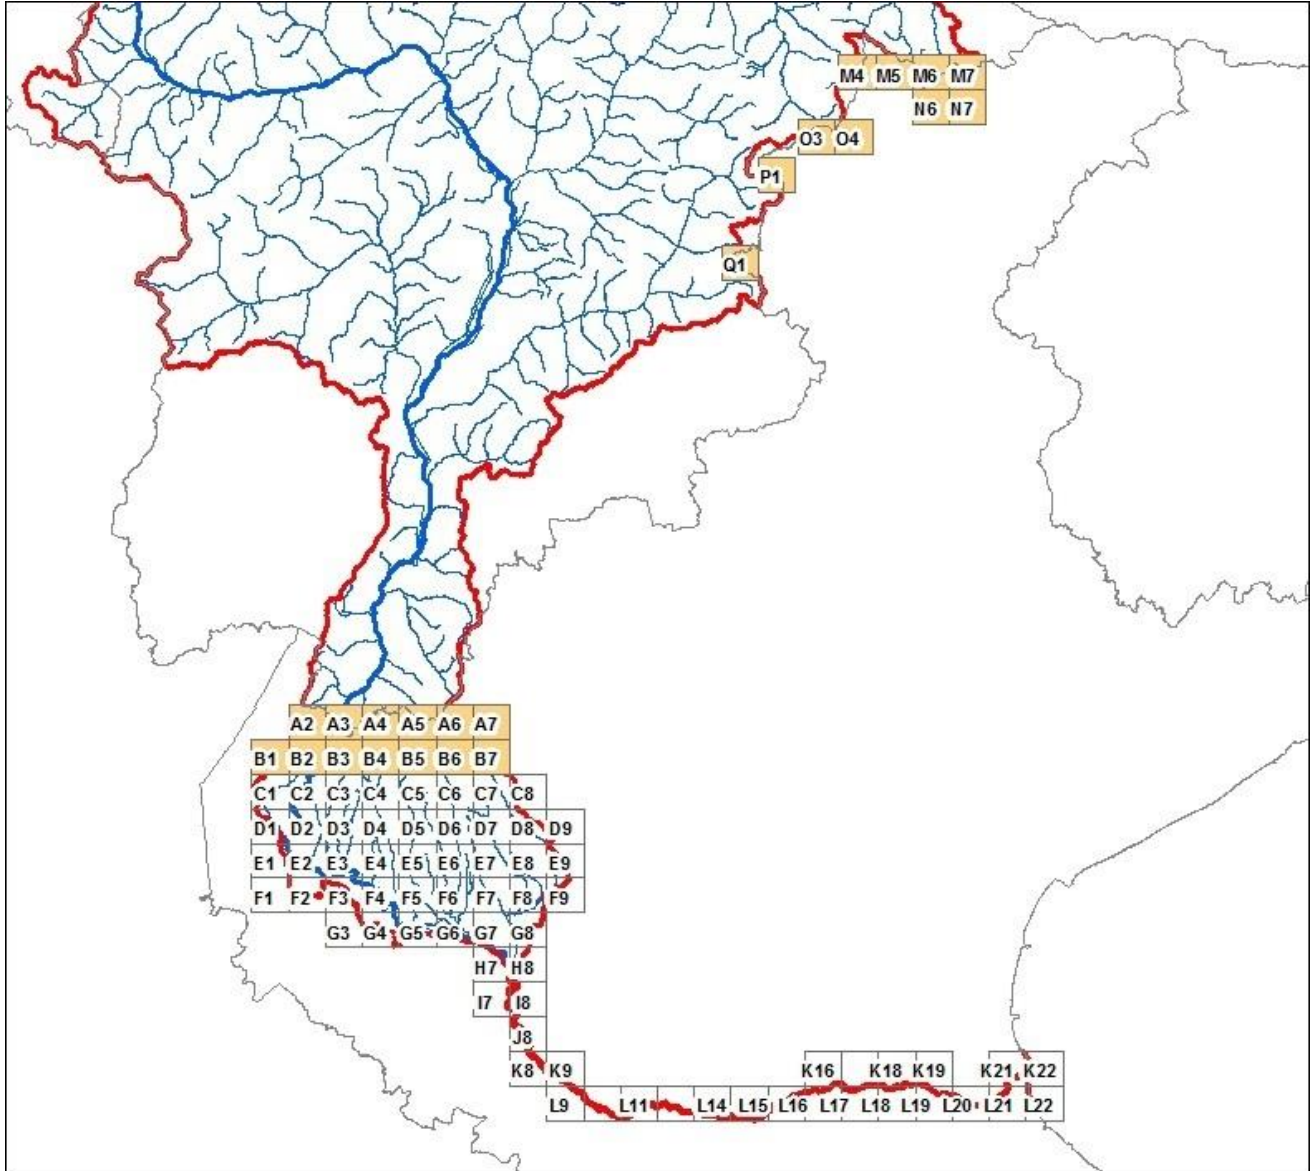 M4 M5 M6 M7
N6 N7
O3 O4
P1
Q1
A2 A3 A4 A5 A6 A7
B1 B2 B3 B4 B5 B6 B7
C1 C2 C3 C4 C5 C6 C7 C8
D1 D2 D3 D4 D5 D6 D7 D8 D9
E1 E2 E3 E4 E5 E6 E7 E8 E9
F1 F2 F3 F4 F5 F6 F7 F8 F9
G3 G4 G5 G6 G7 G8
H7 H8
I7 I8
J8
K8 K9 K16 K18 K19 K21 K22
L9 L11 L14 L15 L16 L17 L18 L19 L20 L21 L22